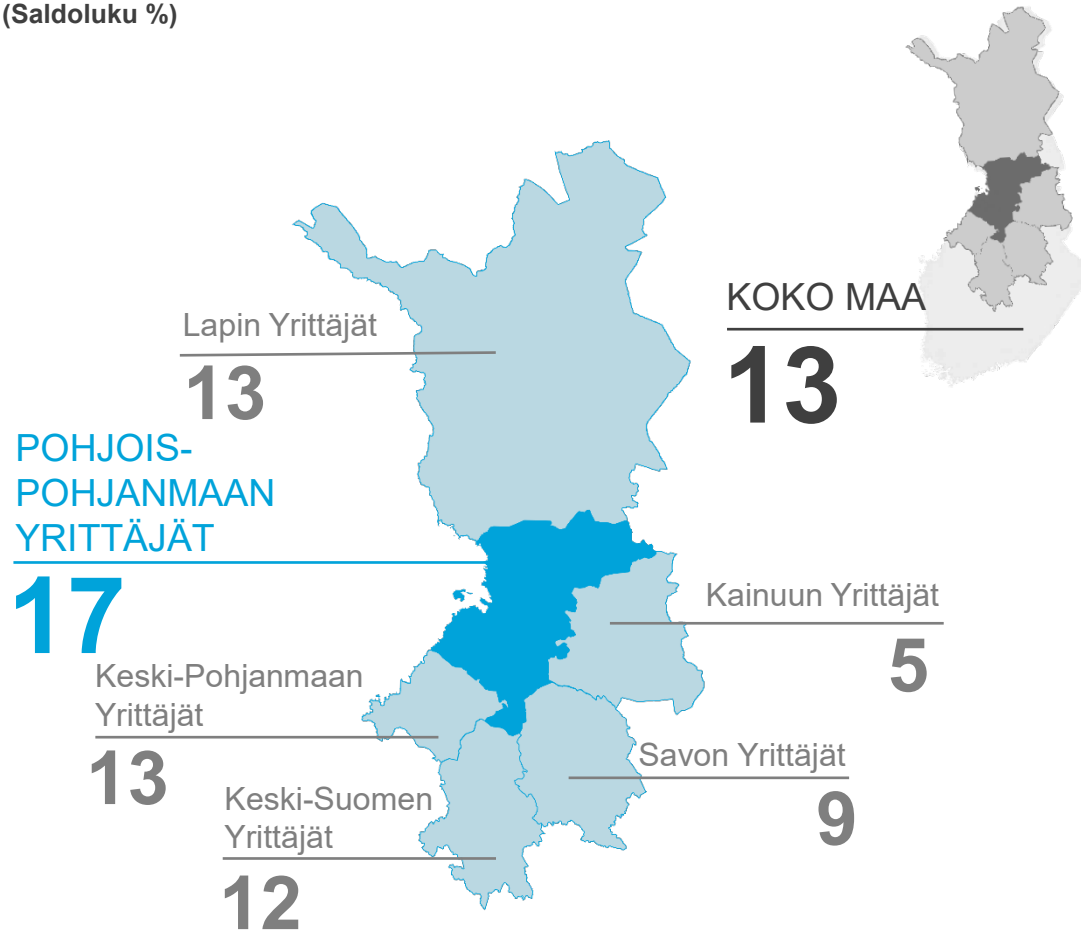 (Saldoluku %)
KOKO MAA
13
Lapin Yrittäjät
13
POHJOIS-
POHJANMAAN
YRITTÄJÄT
17
Kainuun Yrittäjät
5
Keski-Pohjanmaan
Yrittäjät
13
Savon Yrittäjät
9
Keski-Suomen
Yrittäjät
12